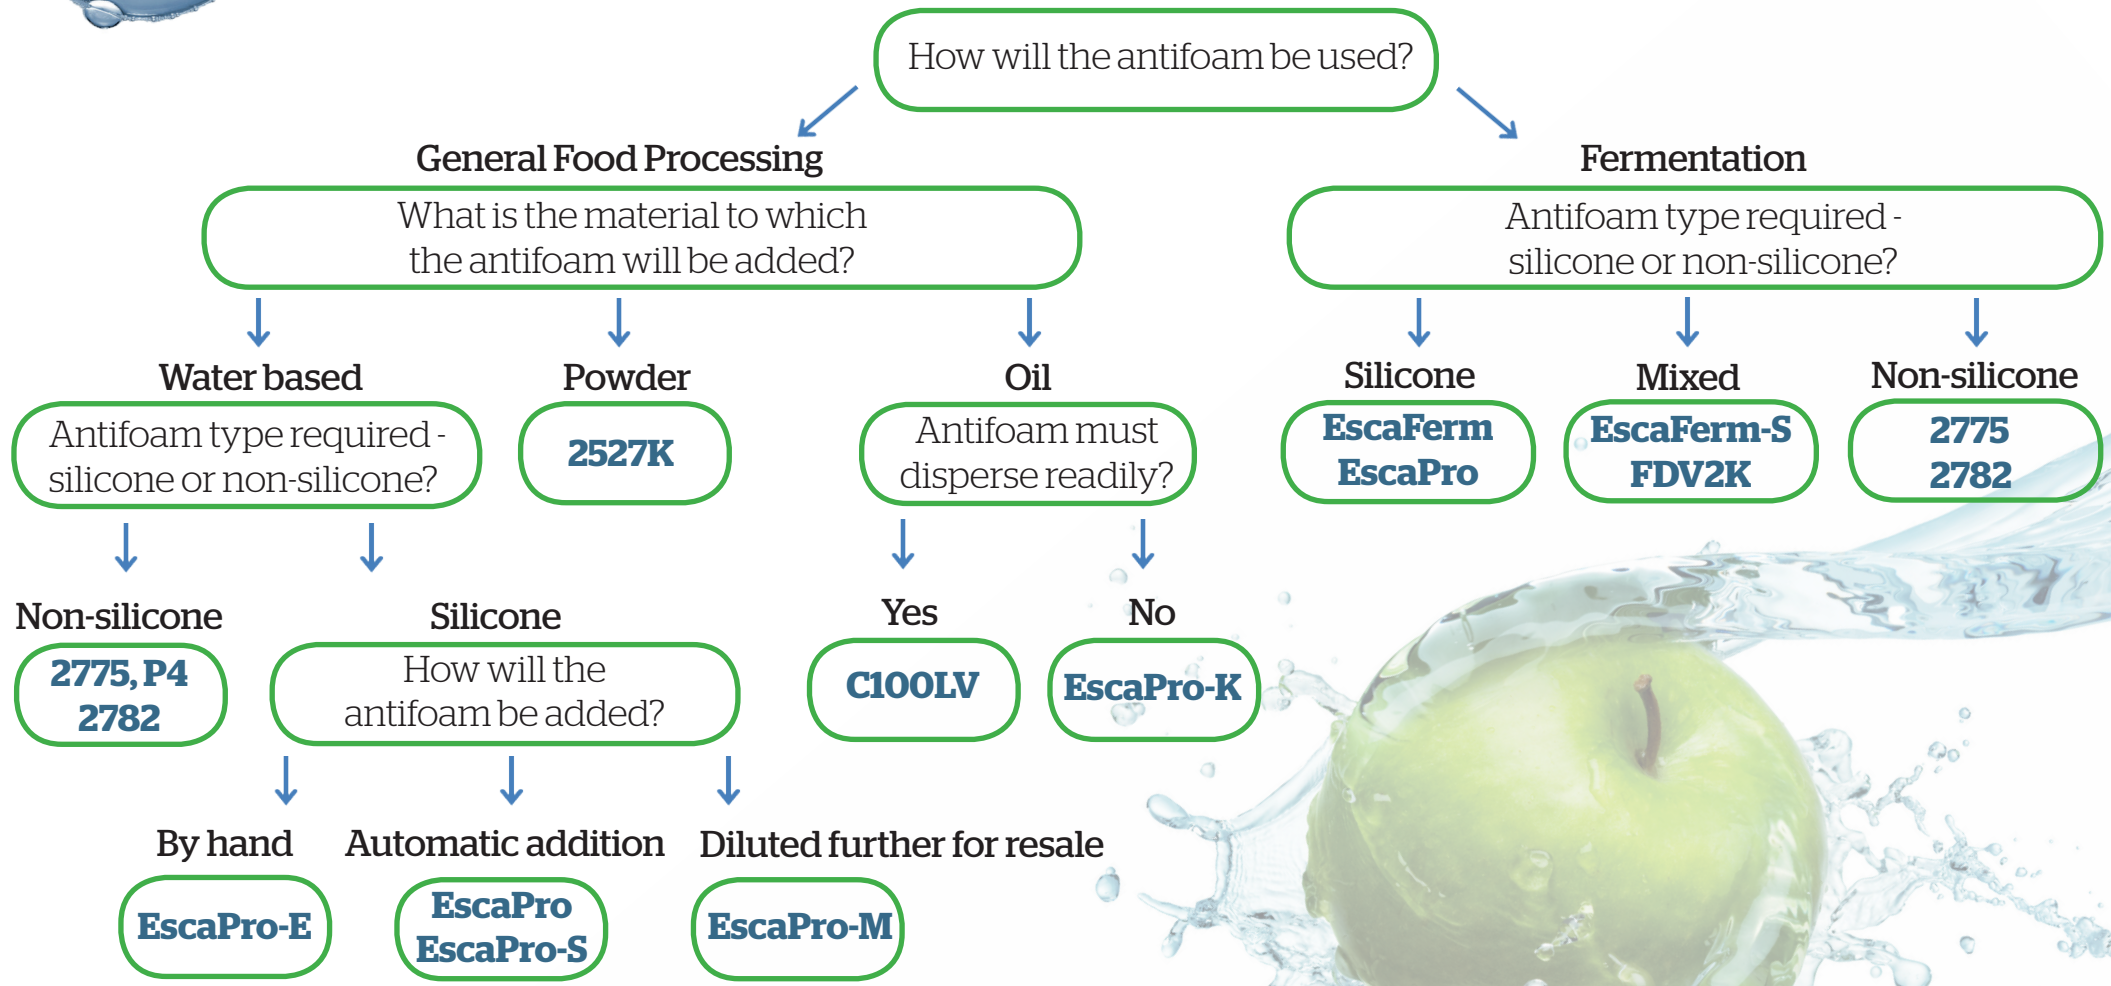 How will the antifoam be used?
General Food Processing
Fermentation
What is the material to which
the antifoam will be added?
Antifoam type required -
silicone or non-silicone?
Water based
Powder
Oil
Silicone
Mixed
Non-silicone
Antifoam type required -
silicone or non-silicone?
2527K
Antifoam must
disperse readily?
EscaFerm
EscaPro
EscaFerm-S
FDV2K
2775
2782
Non-silicone
Silicone
Yes
No
2775, P4
2782
How will the
antifoam be added?
C100LV
EscaPro-K
By hand
Automatic addition
Diluted further for resale
EscaPro-E
EscaPro
EscaPro-S
EscaPro-M